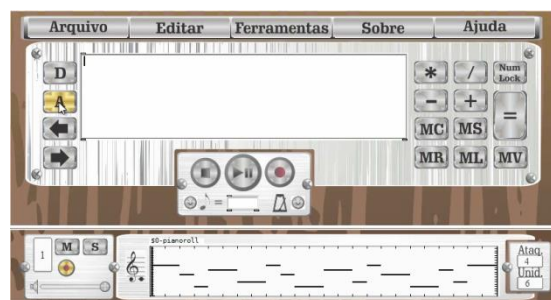 Arquivo Editar Ferramentas Sobre Ajuda
D
A
* / Num Lock
- +
=
MC MS
MR ML MV
=
$0-pianoroll
1 M S
Ataq.
4
Unid.
6